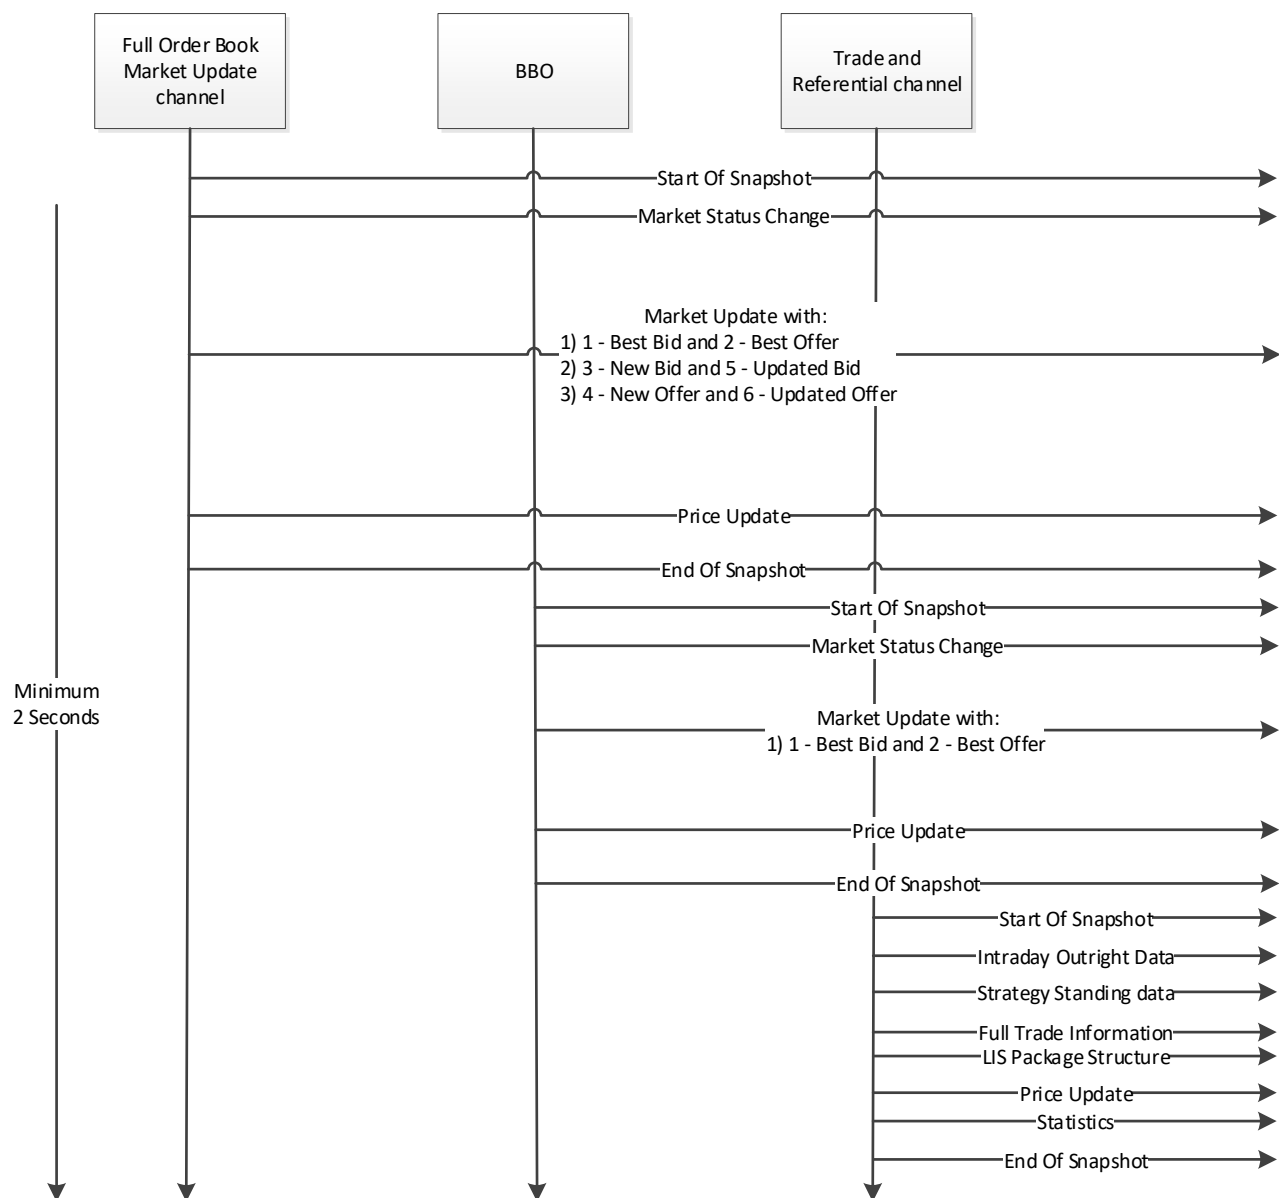 Full Order Book
Market Update
channel
BBO
Trade and
Referential channel
Start Of Snapshot
Market Status Change
Market Update with:
1) 1 - Best Bid and 2 - Best Offer
2) 3 - New Bid and 5 - Updated Bid
3) 4 - New Offer and 6 - Updated Offer
Price Update
End Of Snapshot
Start Of Snapshot
Market Status Change
Minimum
2 Seconds
Market Update with:
1) 1 - Best Bid and 2 - Best Offer
Price Update
End Of Snapshot
Start Of Snapshot
Intraday Outright Data
Strategy Standing data
Full Trade Information
LIS Package Structure
Price Update
Statistics
End Of Snapshot